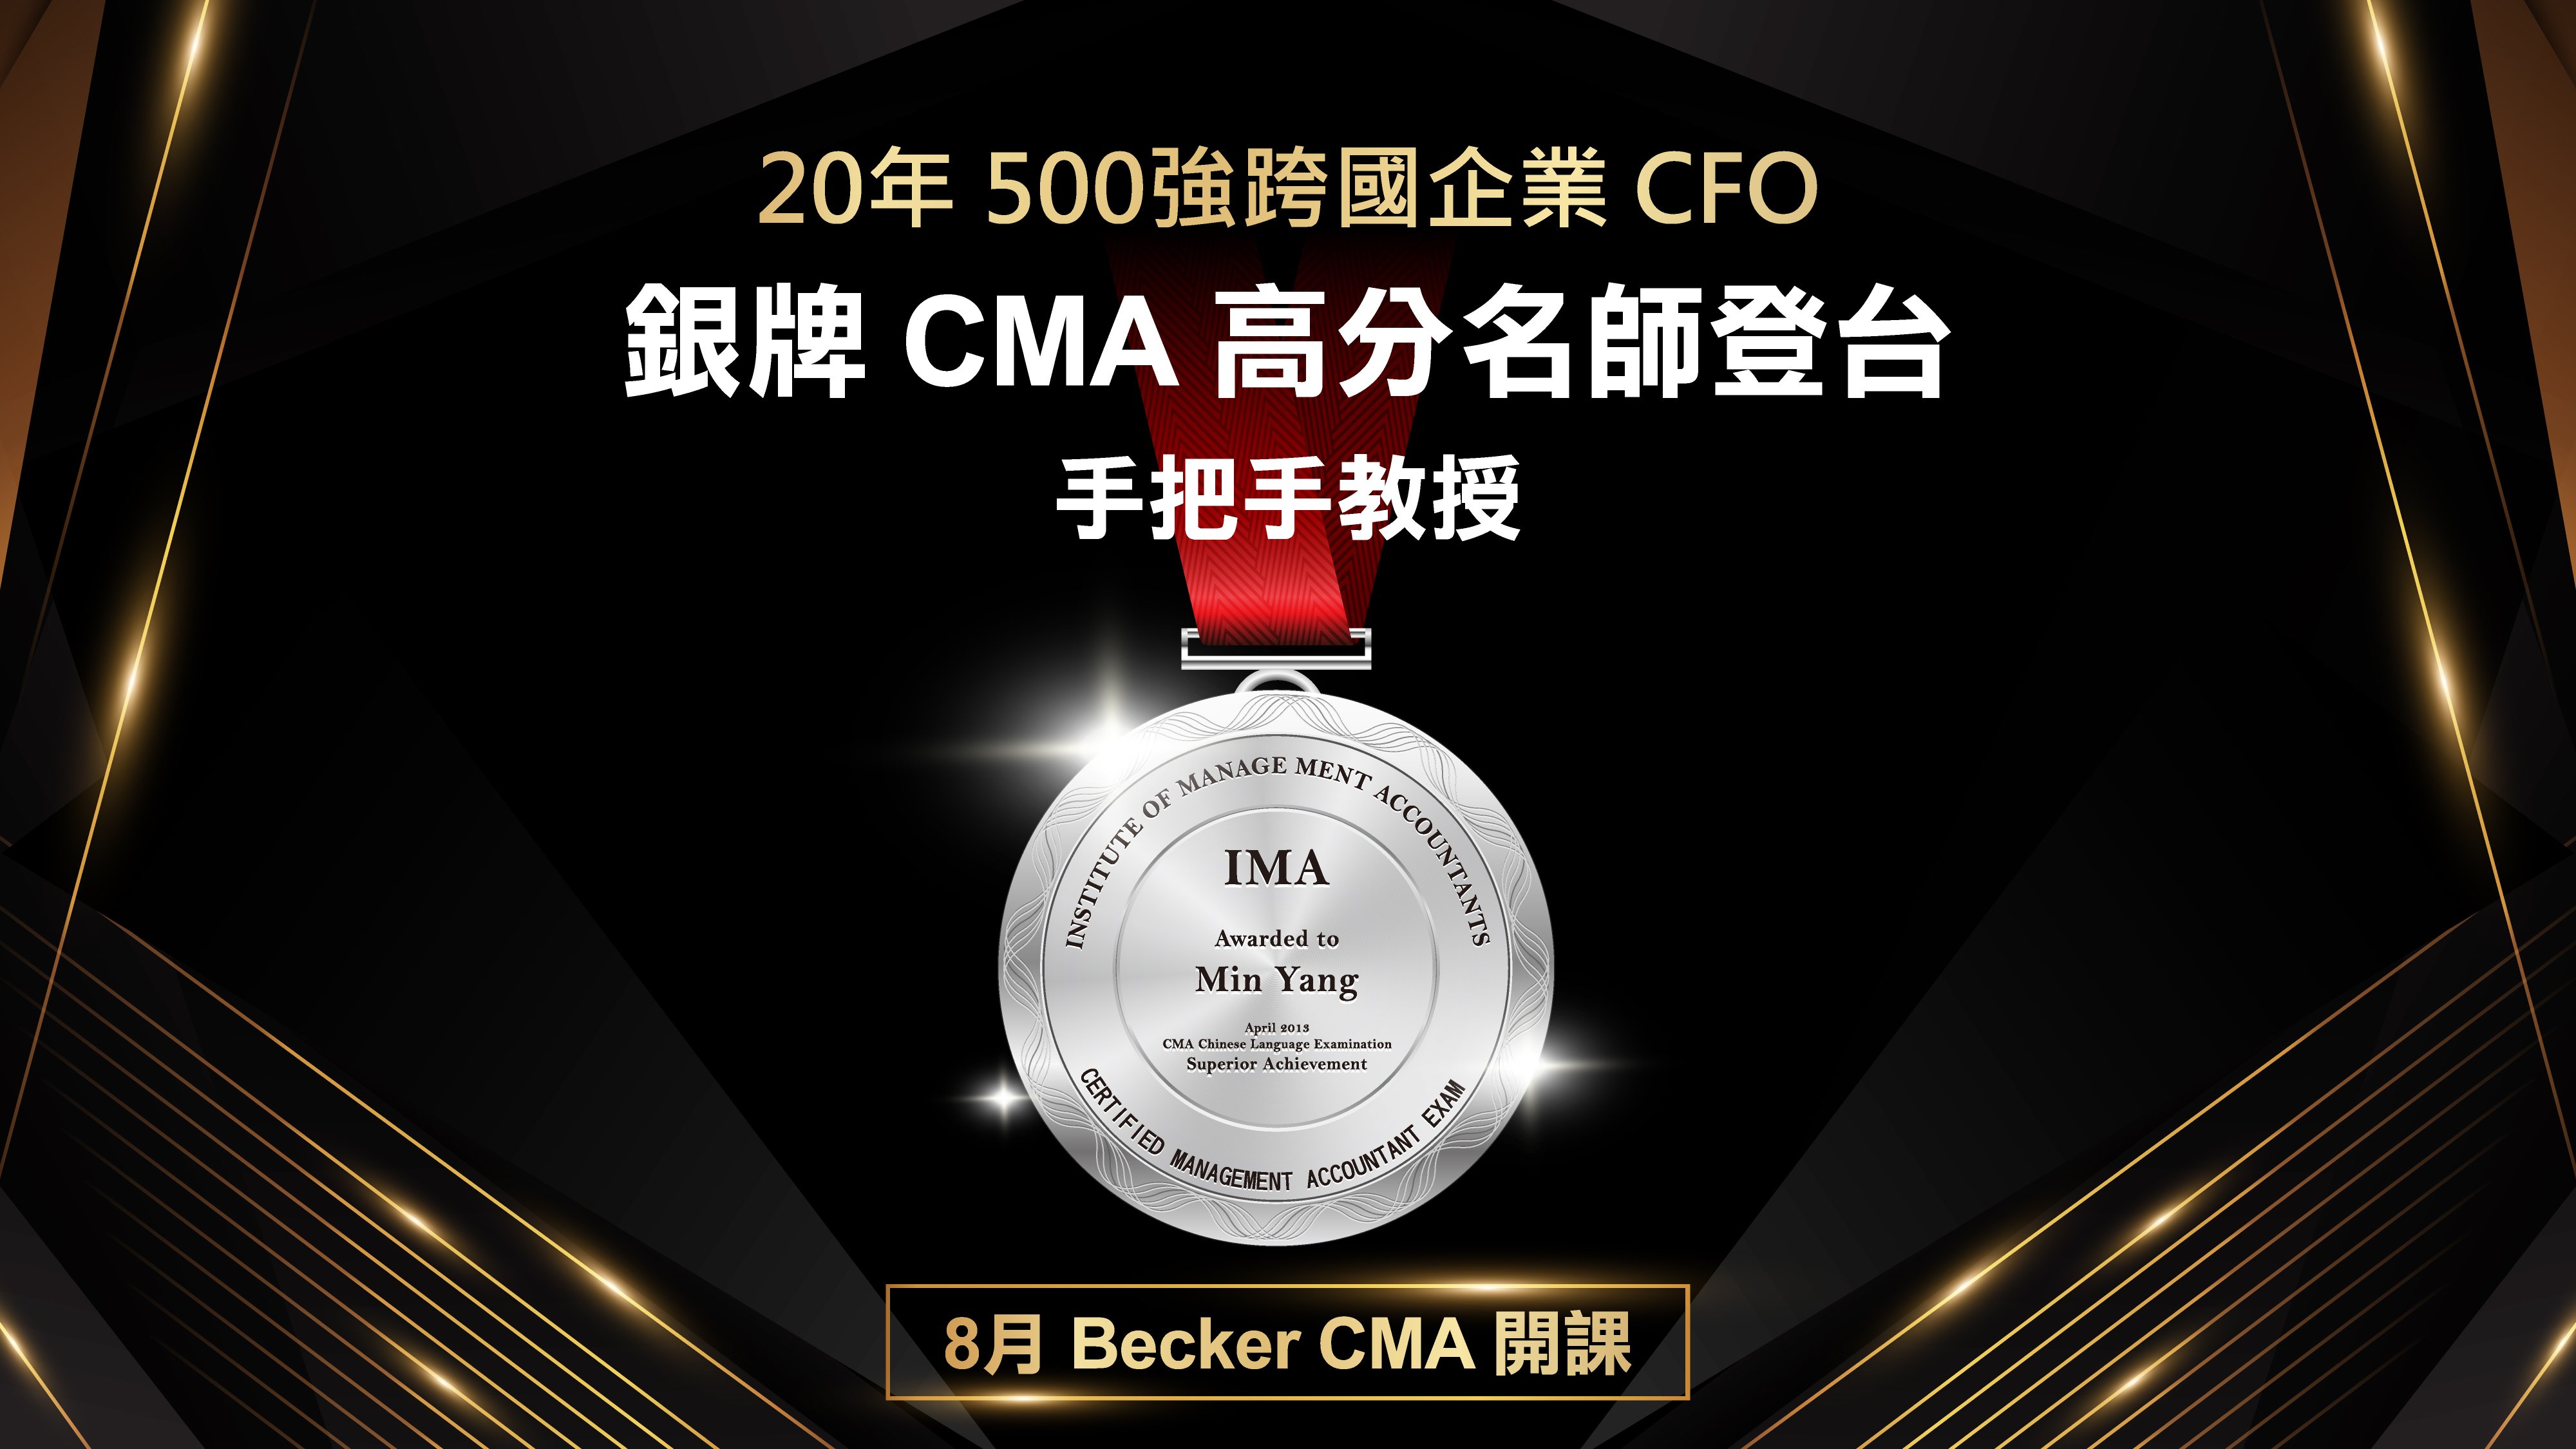 20年 500強跨國企業 CFO
銀牌 CMA 高分名師登台
手把手教授
INSTITUTE OF MANAGE MENT ACCOUNTANTS
IMA
Awarded to
Min Yang
April 2013
CMA Chinese Language Examination
Superior Achievement
CERTIFIED MANAGEMENT ACCOUNTANT EXAM
8月 Becker CMA 開課